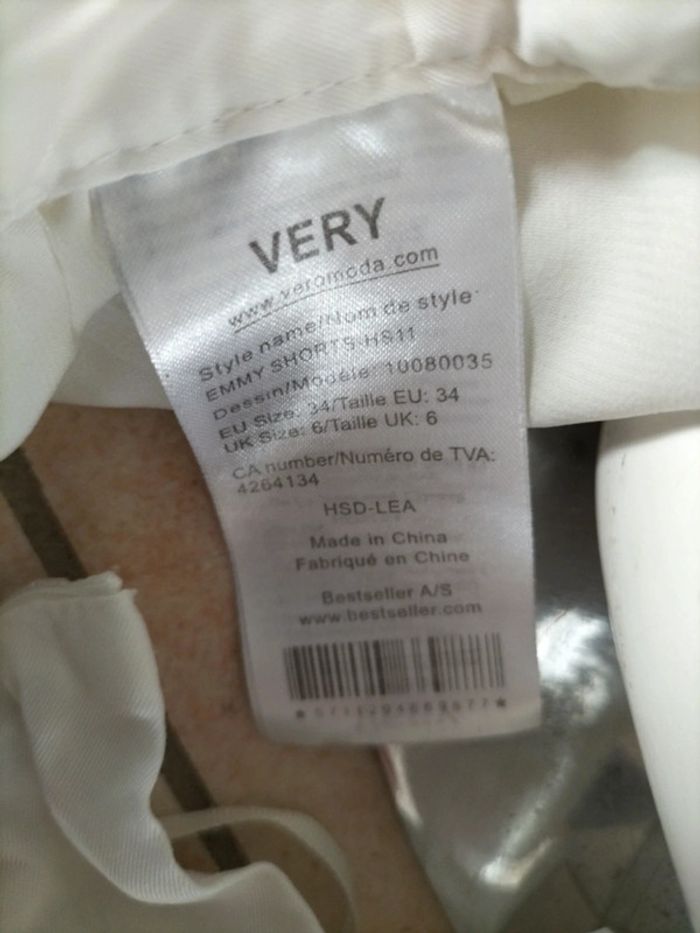 VERY
www.veromoda.com
Style name/Nom de style:
EMMY SHORTS-HS11
Dessin/Modèle: 10080035
EU Size: 34/Taille EU: 34
UK Size: 6/Taille UK: 6
CA number/Numéro de TVA:
4264134
HSD-LEA
Made in China
Fabriqué en Chine
Bestseller A/S
www.bestseller.com